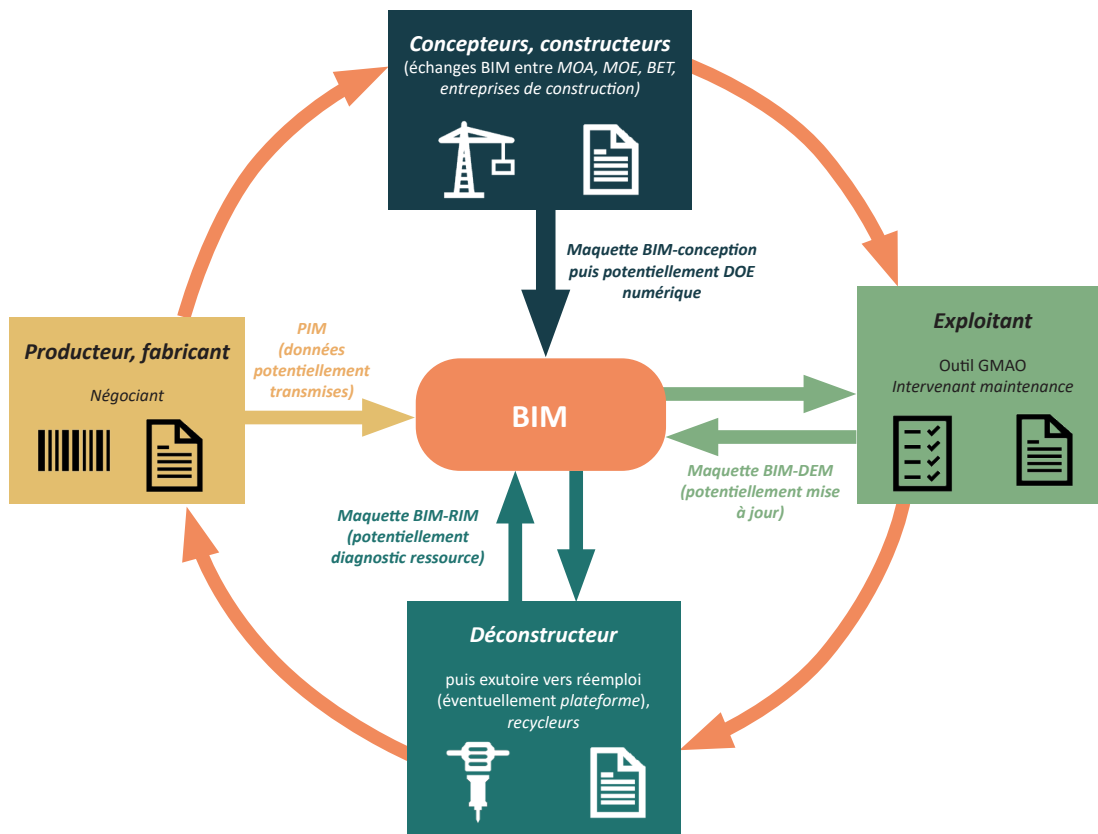 Concepteurs, constructeurs
(échanges BIM entre MOA, MOE, BET,
entreprises de construction)
Maquette BIM-conception
puis potentiellement DOE
numérique
Producteur, fabricant
Négociant
PIM
(données
potentiellement
transmises)
BIM
Exploitant
Outil GMAO
Intervenant maintenance
Maquette BIM-DEM
(potentiellement mise
à jour)
Maquette BIM-RIM
(potentiellement
diagnostic ressource)
Déconstructeur
puis exutoire vers réemploi
(éventuellement plateforme),
recycleurs